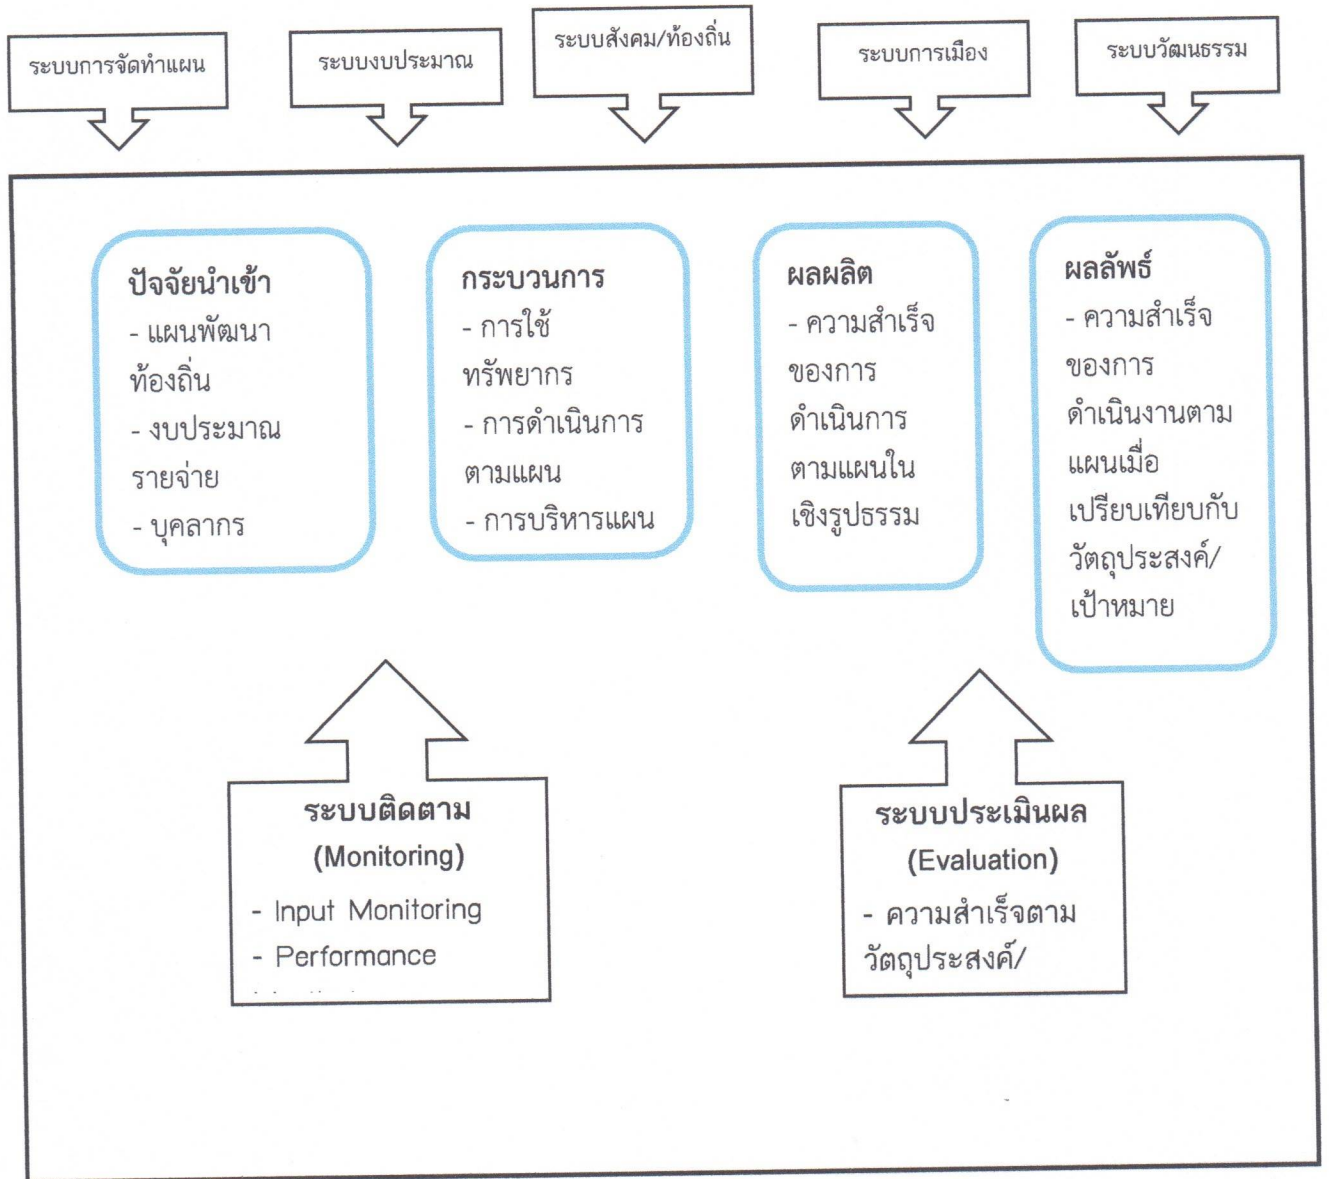 ระบบการจัดทำแผน
ระบบงบประมาณ
ระบบสังคม/ท้องถิ่น
ระบบการเมือง
ระบบวัฒนธรรม
ปัจจัยนำเข้า
- แผนพัฒนา
ท้องถิ่น
- งบประมาณ
รายจ่าย
- บุคลากร
กระบวนการ
- การใช้
ทรัพยากร
- การดำเนินการ
ตามแผน
- การบริหารแผน
ผลผลิต
- ความสำเร็จ
ของการ
ดำเนินการ
ตามแผนใน
เชิงรูปธรรม
ผลลัพธ์
- ความสำเร็จ
ของการ
ดำเนินงานตาม
แผนเมื่อ
เปรียบเทียบกับ
วัตถุประสงค์/
เป้าหมาย
ระบบติดตาม
(Monitoring)
- Input Monitoring
- Performance
ระบบประเมินผล
(Evaluation)
- ความสำเร็จตาม
วัตถุประสงค์/